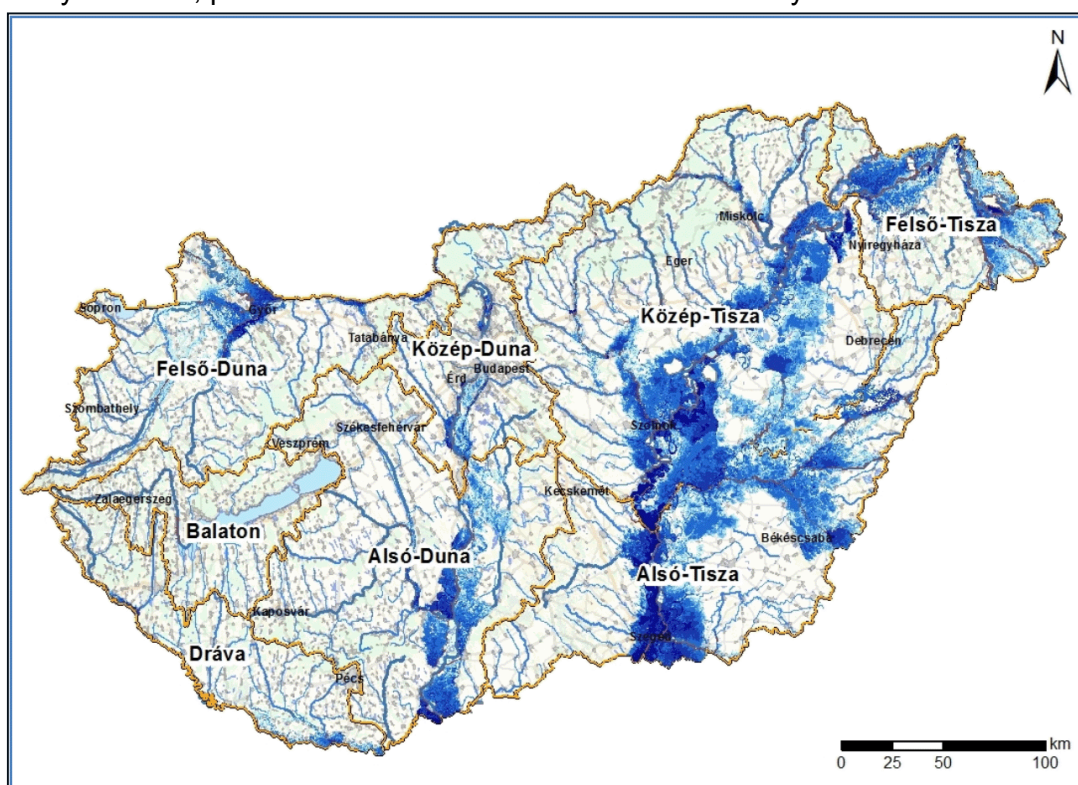 N
Miskolc
Felső-Tisza
Nyíregyháza
Eger
Sopron
Győr
Közép-Tisza
Tatabánya
Közép-Duna
Debrecen
Felső-Duna
Budapest
Érd
Szombathely
Székesfehérvár
Szolnok
Veszprém
Zalaegerszeg
Kecskemét
Balaton
Békéscsaba
Alsó-Duna
Alsó-Tisza
Kaposvár
Szeged
Dráva
Pécs
km
0 25 50 100